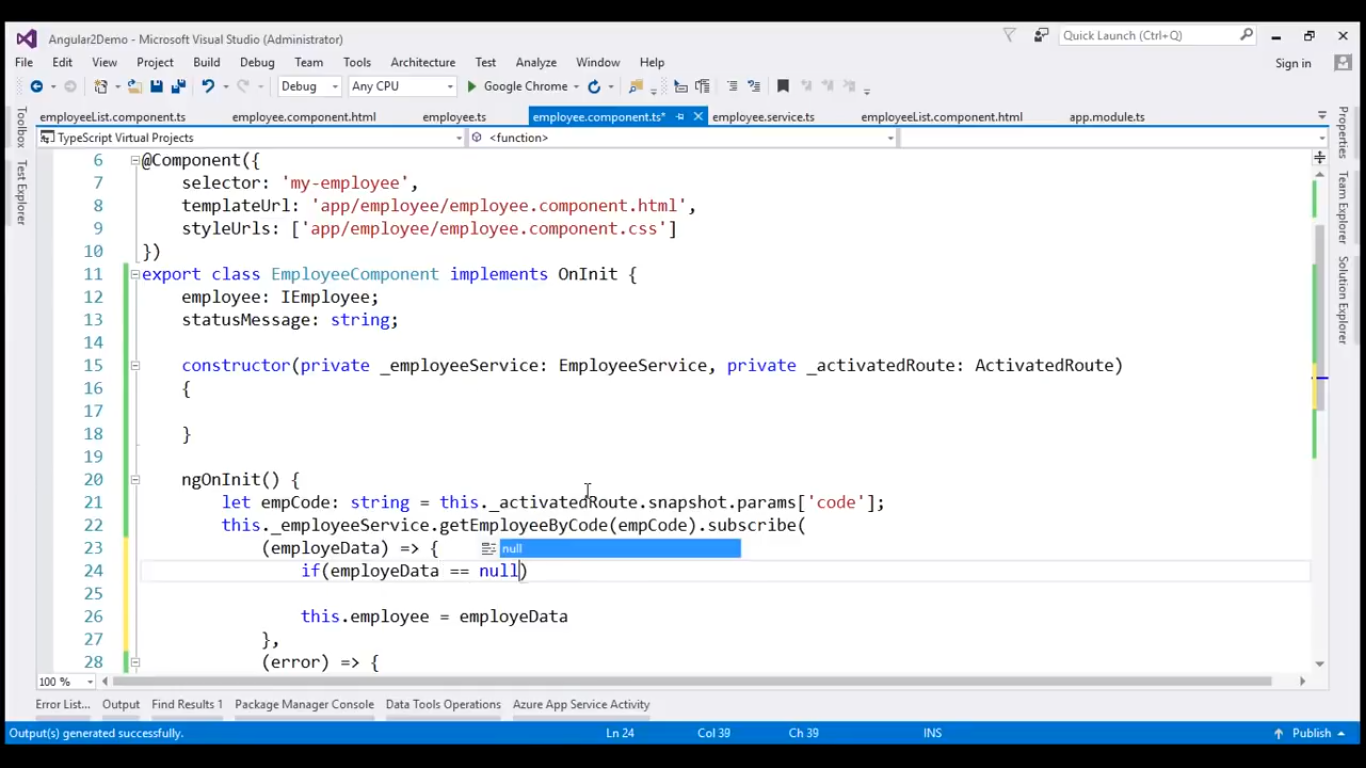 Angular2Demo - Microsoft Visual Studio (Administrator)
Quick Launch (Ctrl+Q)
File Edit View Project Build Debug Team Tools Architecture Test Analyze Window Help
Sign in
Debug Any CPU Google Chrome
employeeList.component.ts employee.component.html employee.ts employee.component.ts* employee.service.ts employeeList.component.html app.module.ts
TypeScript Virtual Projects <function>
Toolbox
Test Explorer
Properties
Team Explorer
Solution Explorer
6 @Component({
7 selector: 'my-employee',
8 templateUrl: 'app/employee/employee.component.html',
9 styleUrls: ['app/employee/employee.component.css']
10 })
11 export class EmployeeComponent implements OnInit {
12 employee: IEmployee;
13 statusMessage: string;
14
15 constructor(private _employeeService: EmployeeService, private _activatedRoute: ActivatedRoute)
16 {
17
18 }
19
20 ngOnInit() {
21 let empCode: string = this._activatedRoute.snapshot.params['code'];
22 this._employeeService.getEmployeeByCode(empCode).subscribe(
23 (employeData) => {
null
24 if(employeData == null)
25
26 this.employee = employeData
27 },
28 (error) => {
100 %
Error List... Output Find Results 1 Package Manager Console Data Tools Operations Azure App Service Activity
Output(s) generated successfully. Ln 24 Col 39 Ch 39 INS Publish